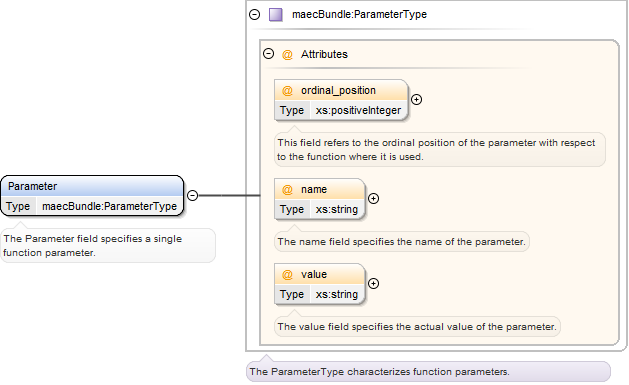 maecBundle:ParameterType
@ Attributes
@ ordinal_position
Type xs:positiveInteger
This field refers to the ordinal position of the parameter with respect
to the function where it is used.
Parameter
Type maecBundle:ParameterType
The Parameter field specifies a single
function parameter.
@ name
Type xs:string
The name field specifies the name of the parameter.
@ value
Type xs:string
The value field specifies the actual value of the parameter.
The ParameterType characterizes function parameters.